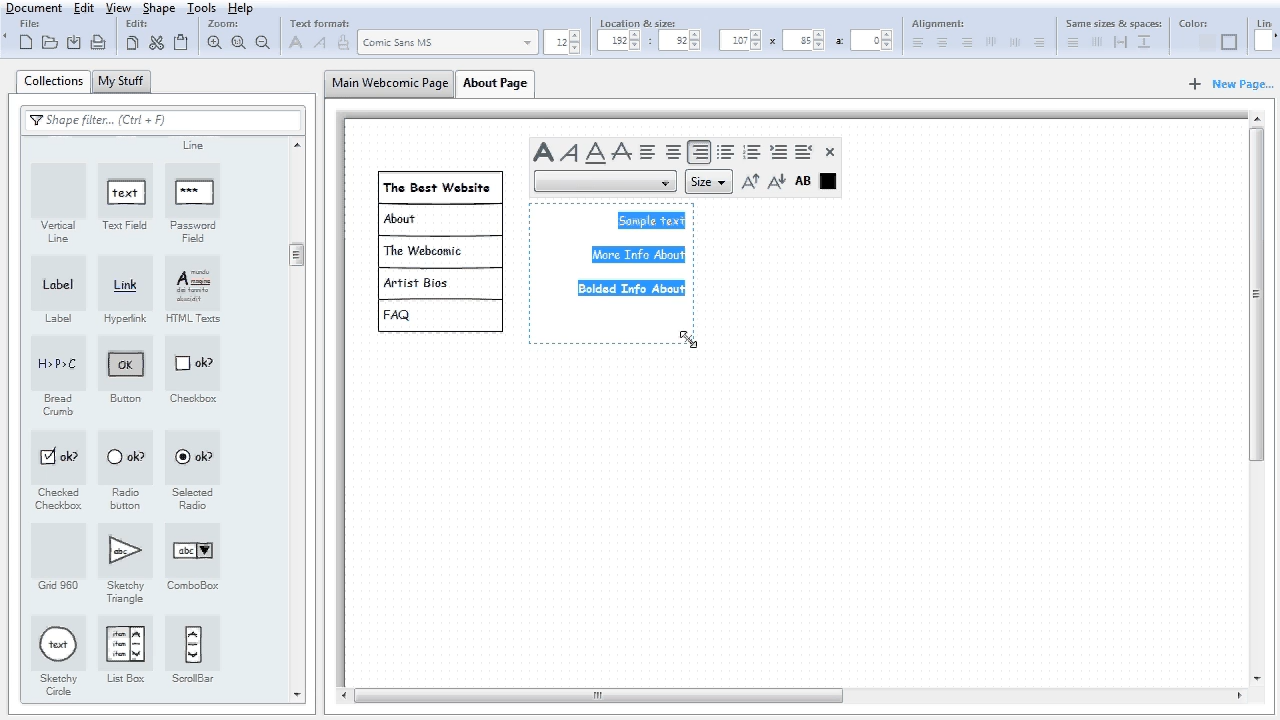 Document Edit View Shape Tools Help
File: Edit: Zoom: Text format: Location & size: Alignment: Same sizes & spaces: Color: Lin
Comic Sans MS 12 192 : 92 107 x 85 a: 0
Collections My Stuff Main Webcomic Page About Page + New Page...
Shape filter... (Ctrl + F)
Line
text ***
Vertical Line
Text Field
Password Field
Label Link
Label Hyperlink HTML Texts
H>P>C OK ok?
Bread Crumb
Button
Checkbox
ok? ok? ok?
Checked Checkbox
Radio button
Selected Radio
abc abc
Grid 960
Sketchy Triangle
ComboBox
text item item item
Sketchy Circle
List Box
ScrollBar
The Best Website
About
The Webcomic
Artist Bios
FAQ
Size AB
Sample text
More Info About
Bolded Info About